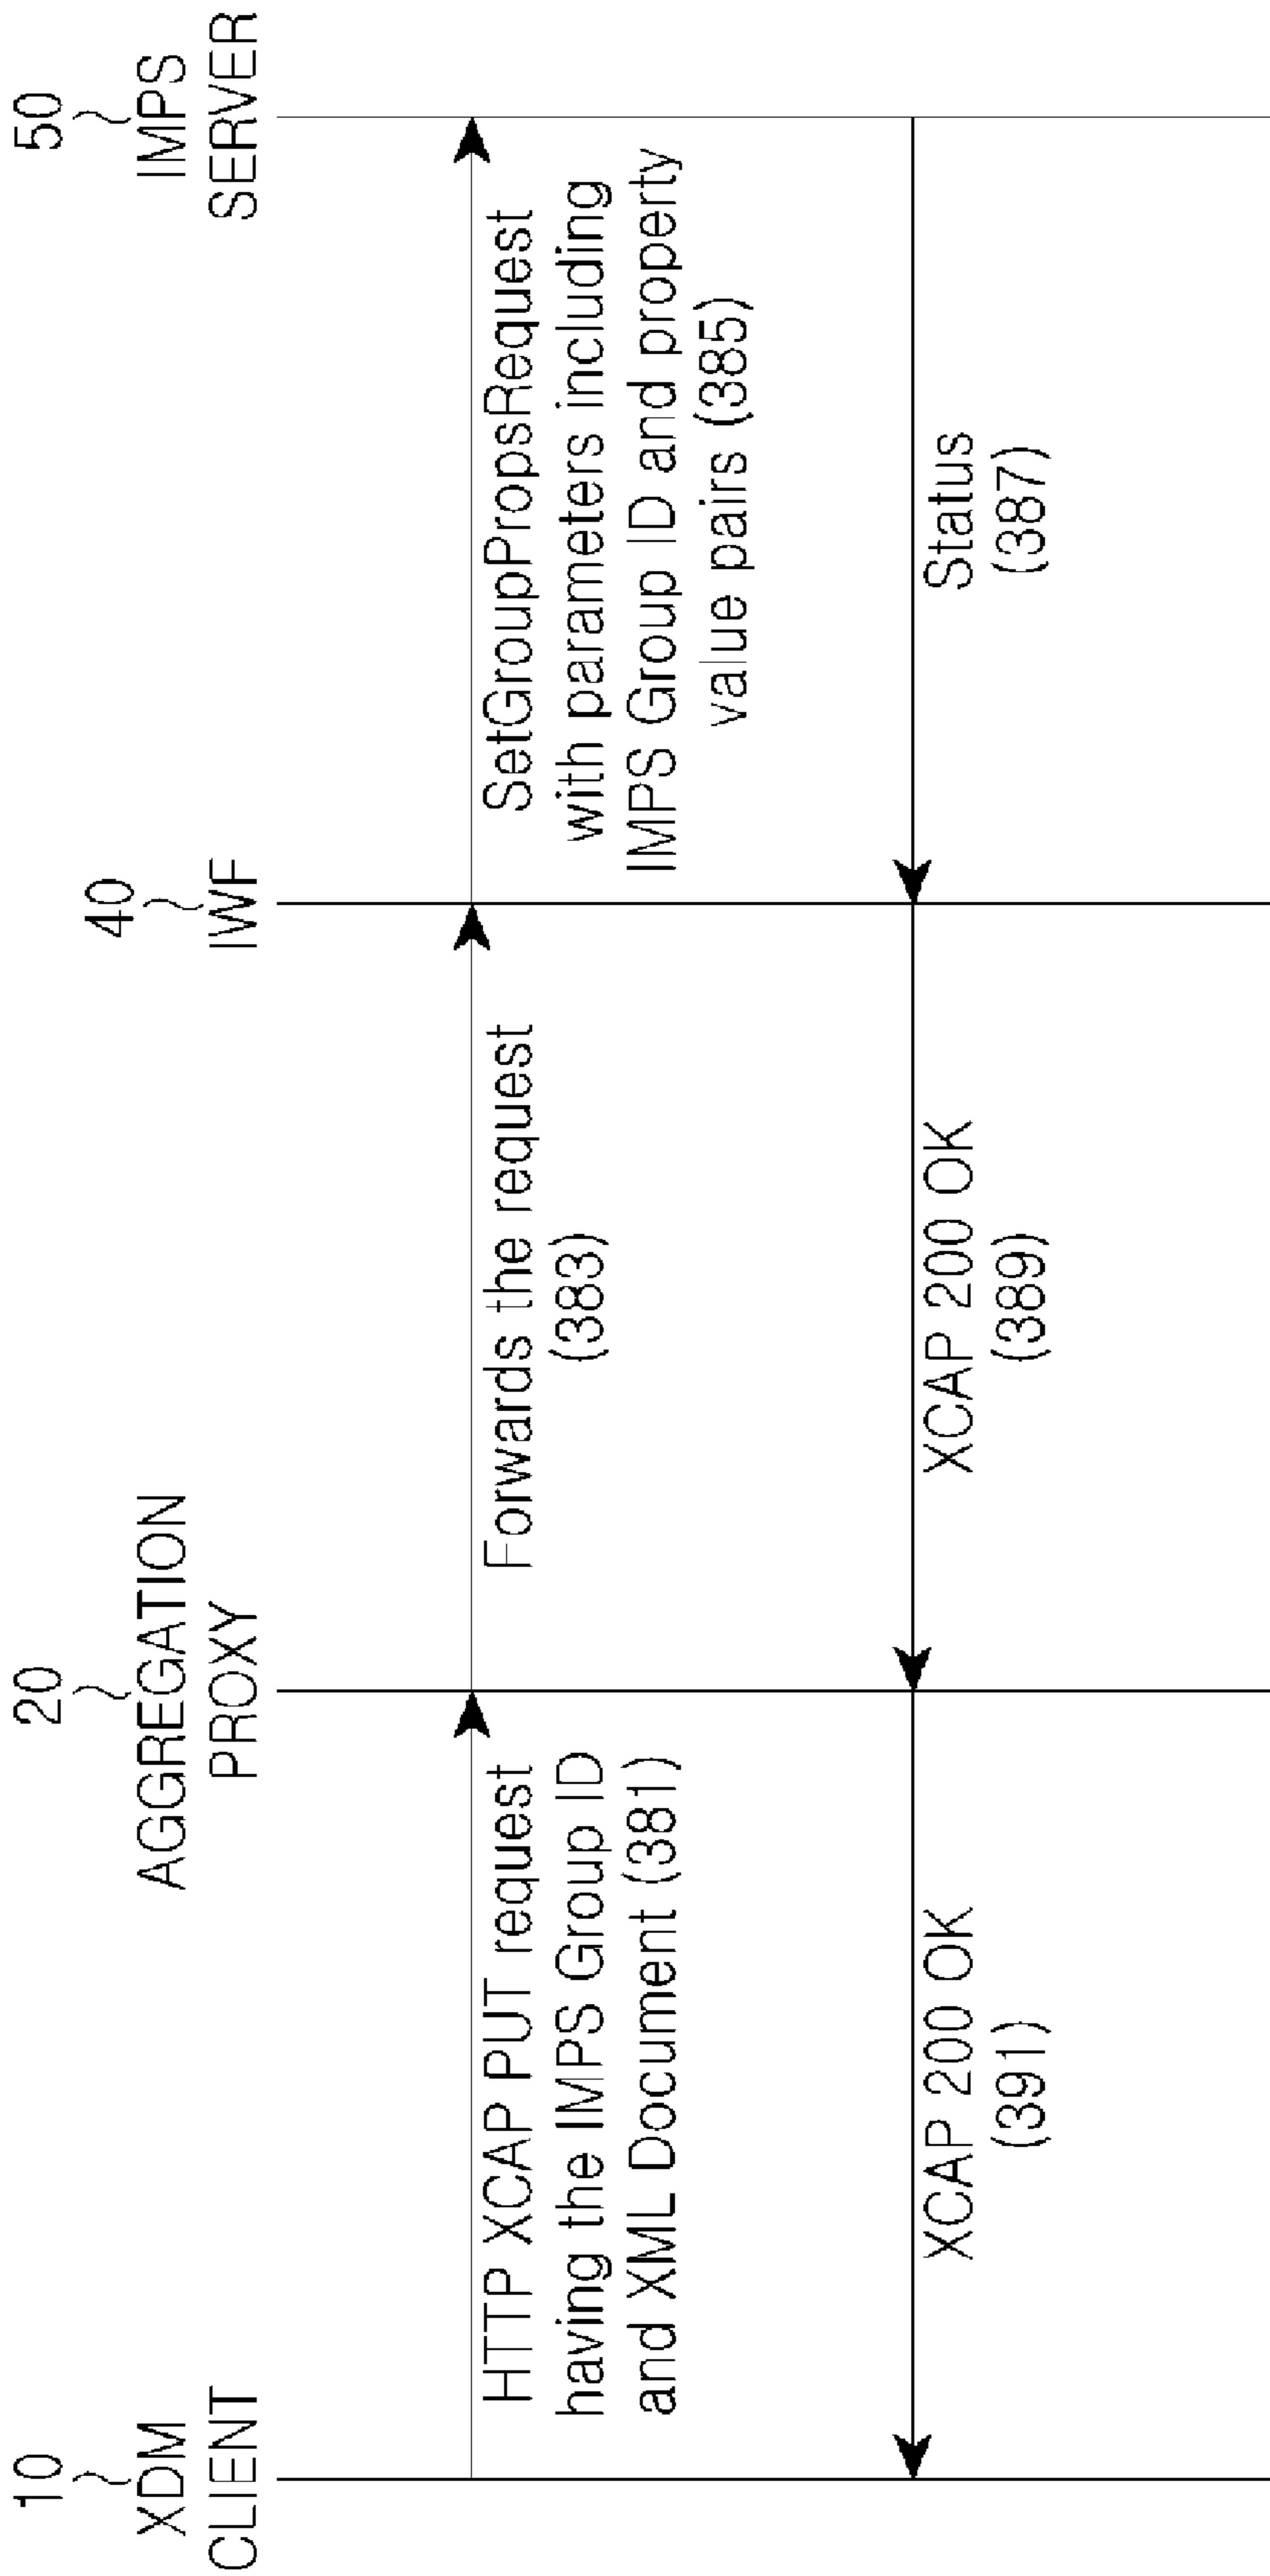 10
XDM
CLIENT
20
AGGREGATION
PROXY
40
IWF
50
IMPS
SERVER
HTTP XCAP PUT request
having the IMPS Group ID
and XML Document (381)
Forwards the request
(383)
SetGroupPropsRequest
with parameters including
IMPS Group ID and property
value pairs (385)
Status
(387)
XCAP 200 OK
(389)
XCAP 200 OK
(391)